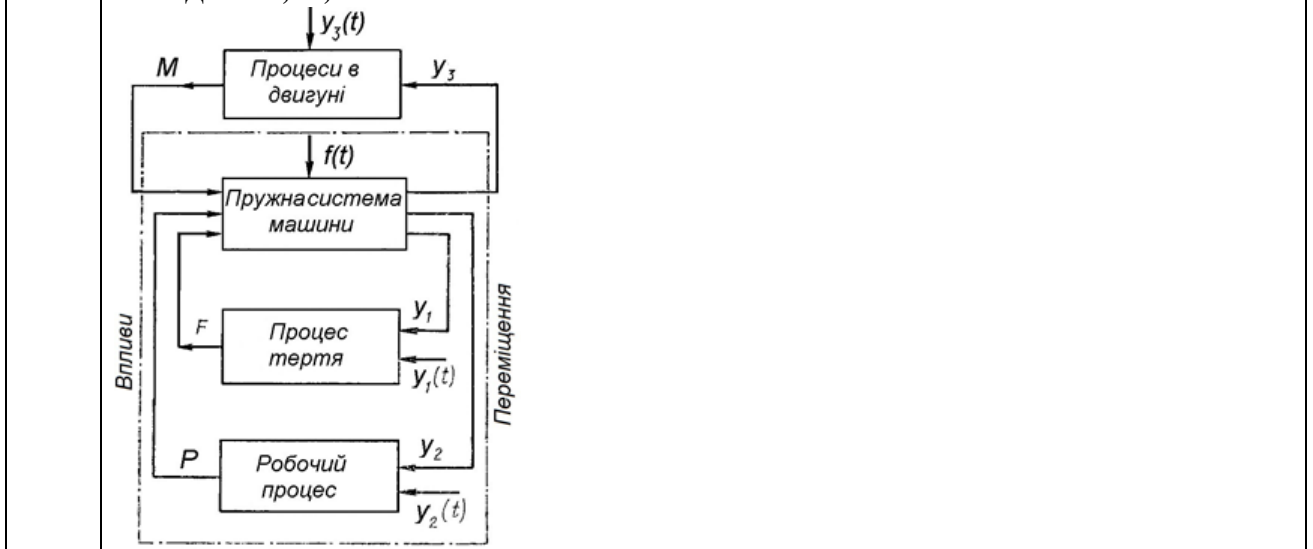 y₃(t)
M
Процеси в
двигуні
y₃
f(t)
Пружна система
машини
Впливи
Переміщення
F
Процес
тертя
y₁
y₁(t)
P
Робочий
процес
y₂
y₂(t)